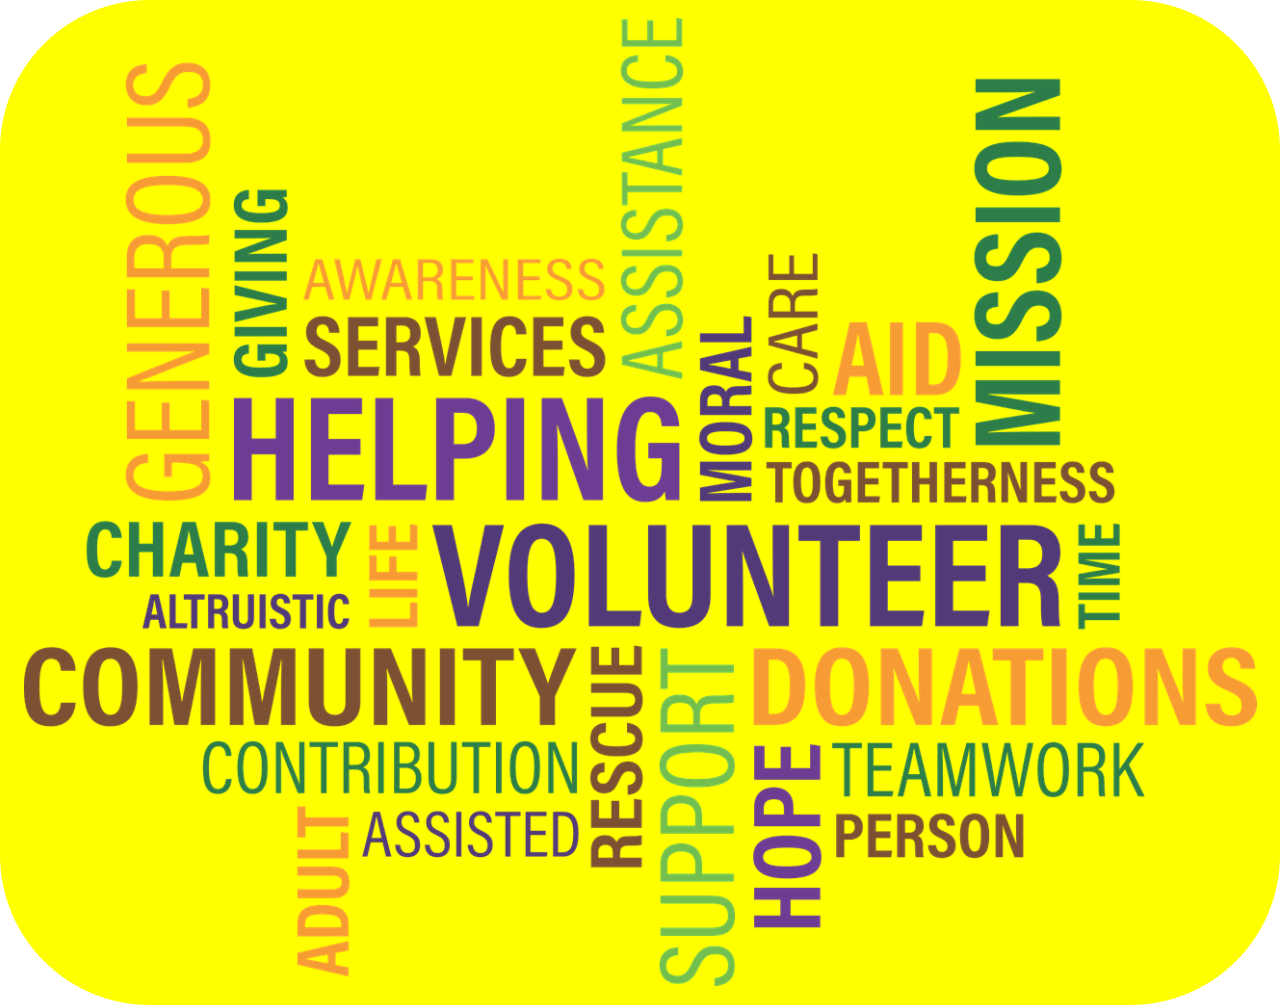 GENEROUS
GIVING
AWARENESS
SERVICES
ASSISTANCE
MISSION
CARE
AID
MORAL
RESPECT
HELPING
TOGETHERNESS
CHARITY
ALTRUISTIC
LIFE
VOLUNTEER
TIME
COMMUNITY
RESCUE
SUPPORT
DONATIONS
CONTRIBUTION
HOPE
TEAMWORK
ADULT
ASSISTED
PERSON